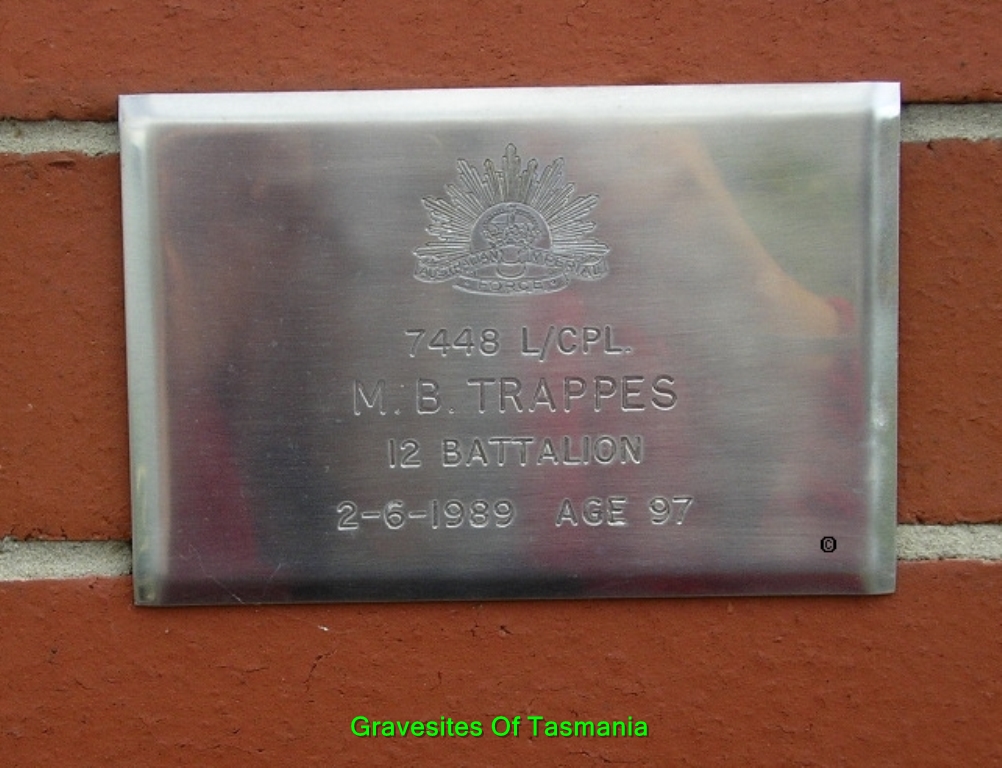 AUSTRALIAN IMPERIAL
FORCE
7448 L/CPL.
M. B. TRAPPES
12 BATTALION
2-6-1989 AGE 97
©
Gravesites Of Tasmania